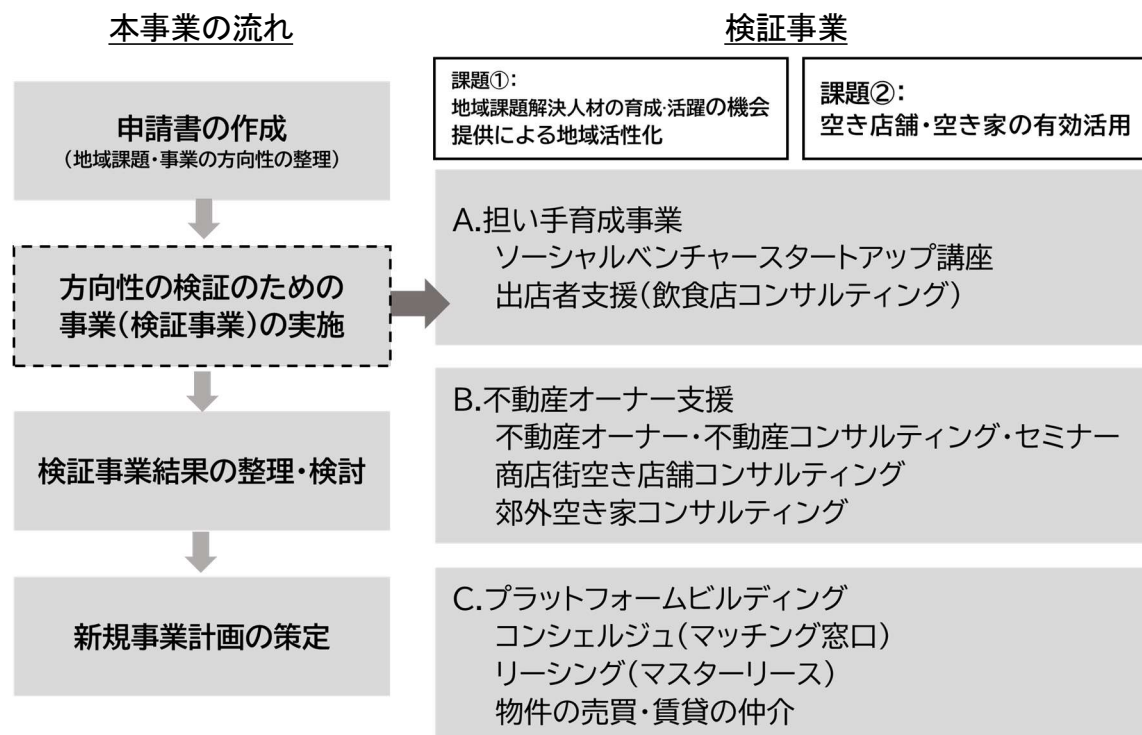 本事業の流れ
申請書の作成
(地域課題・事業の方向性の整理)
方向性の検証のための
事業(検証事業)の実施
検証事業結果の整理・検討
新規事業計画の策定
検証事業
課題①:
地域課題解決人材の育成・活躍の機会
提供による地域活性化
課題②:
空き店舗・空き家の有効活用
A.担い手育成事業
ソーシャルベンチャースタートアップ講座
出店者支援(飲食店コンサルティング)
B.不動産オーナー支援
不動産オーナー・不動産コンサルティング・セミナー
商店街空き店舗コンサルティング
郊外空き家コンサルティング
C.プラットフォームビルディング
コンシェルジュ(マッチング窓口)
リーシング(マスターリース)
物件の売買・賃貸の仲介